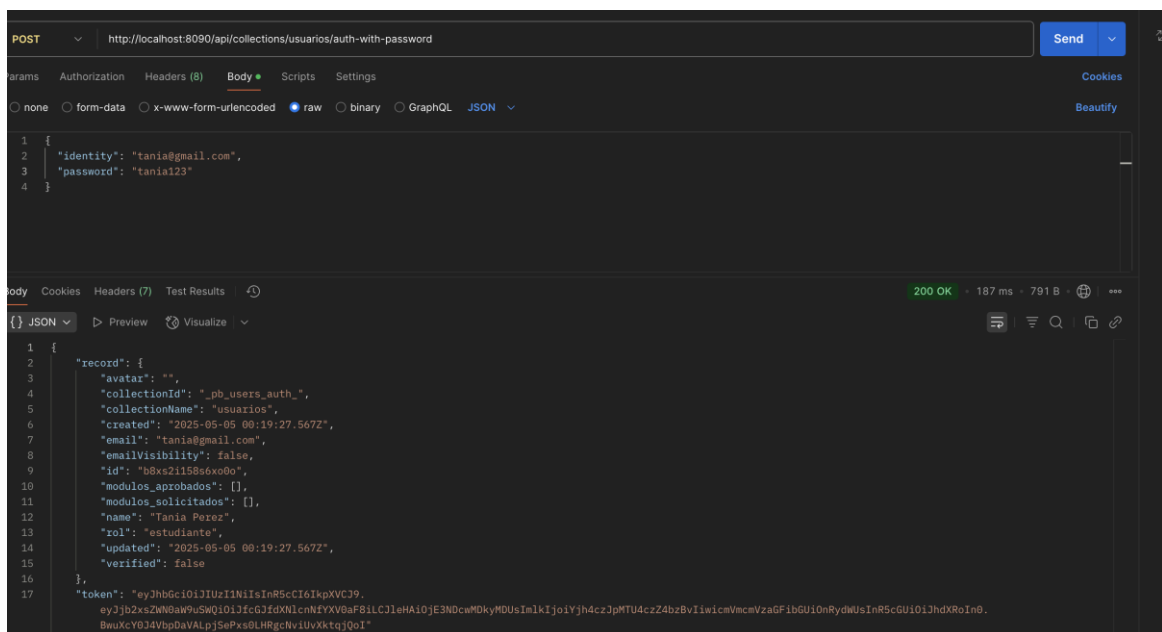 POST http://localhost:8090/api/collections/usuarios/auth-with-password Send
Params Authorization Headers (8) Body Scripts Settings Cookies
none form-data x-www-form-urlencoded raw binary GraphQL JSON Beautify
1 {
2 "identity": "tania@gmail.com",
3 "password": "tania123"
4 }
Body Cookies Headers (7) Test Results 200 OK 187 ms 791 B
{} JSON Preview Visualize
1 {
2 "record": {
3 "avatar": "",
4 "collectionId": "_pb_users_auth_",
5 "collectionName": "usuarios",
6 "created": "2025-05-05 00:19:27.567Z",
7 "email": "tania@gmail.com",
8 "emailVisibility": false,
9 "id": "b8xs2i158s6xo0o",
10 "modulos_aprobados": [],
11 "modulos_solicitados": [],
12 "name": "Tania Perez",
13 "rol": "estudiante",
14 "updated": "2025-05-05 00:19:27.567Z",
15 "verified": false
16 },
17 "token": "eyJhbGciOiJIUzI1NiIsInR5cCI6IkpXVCJ9.